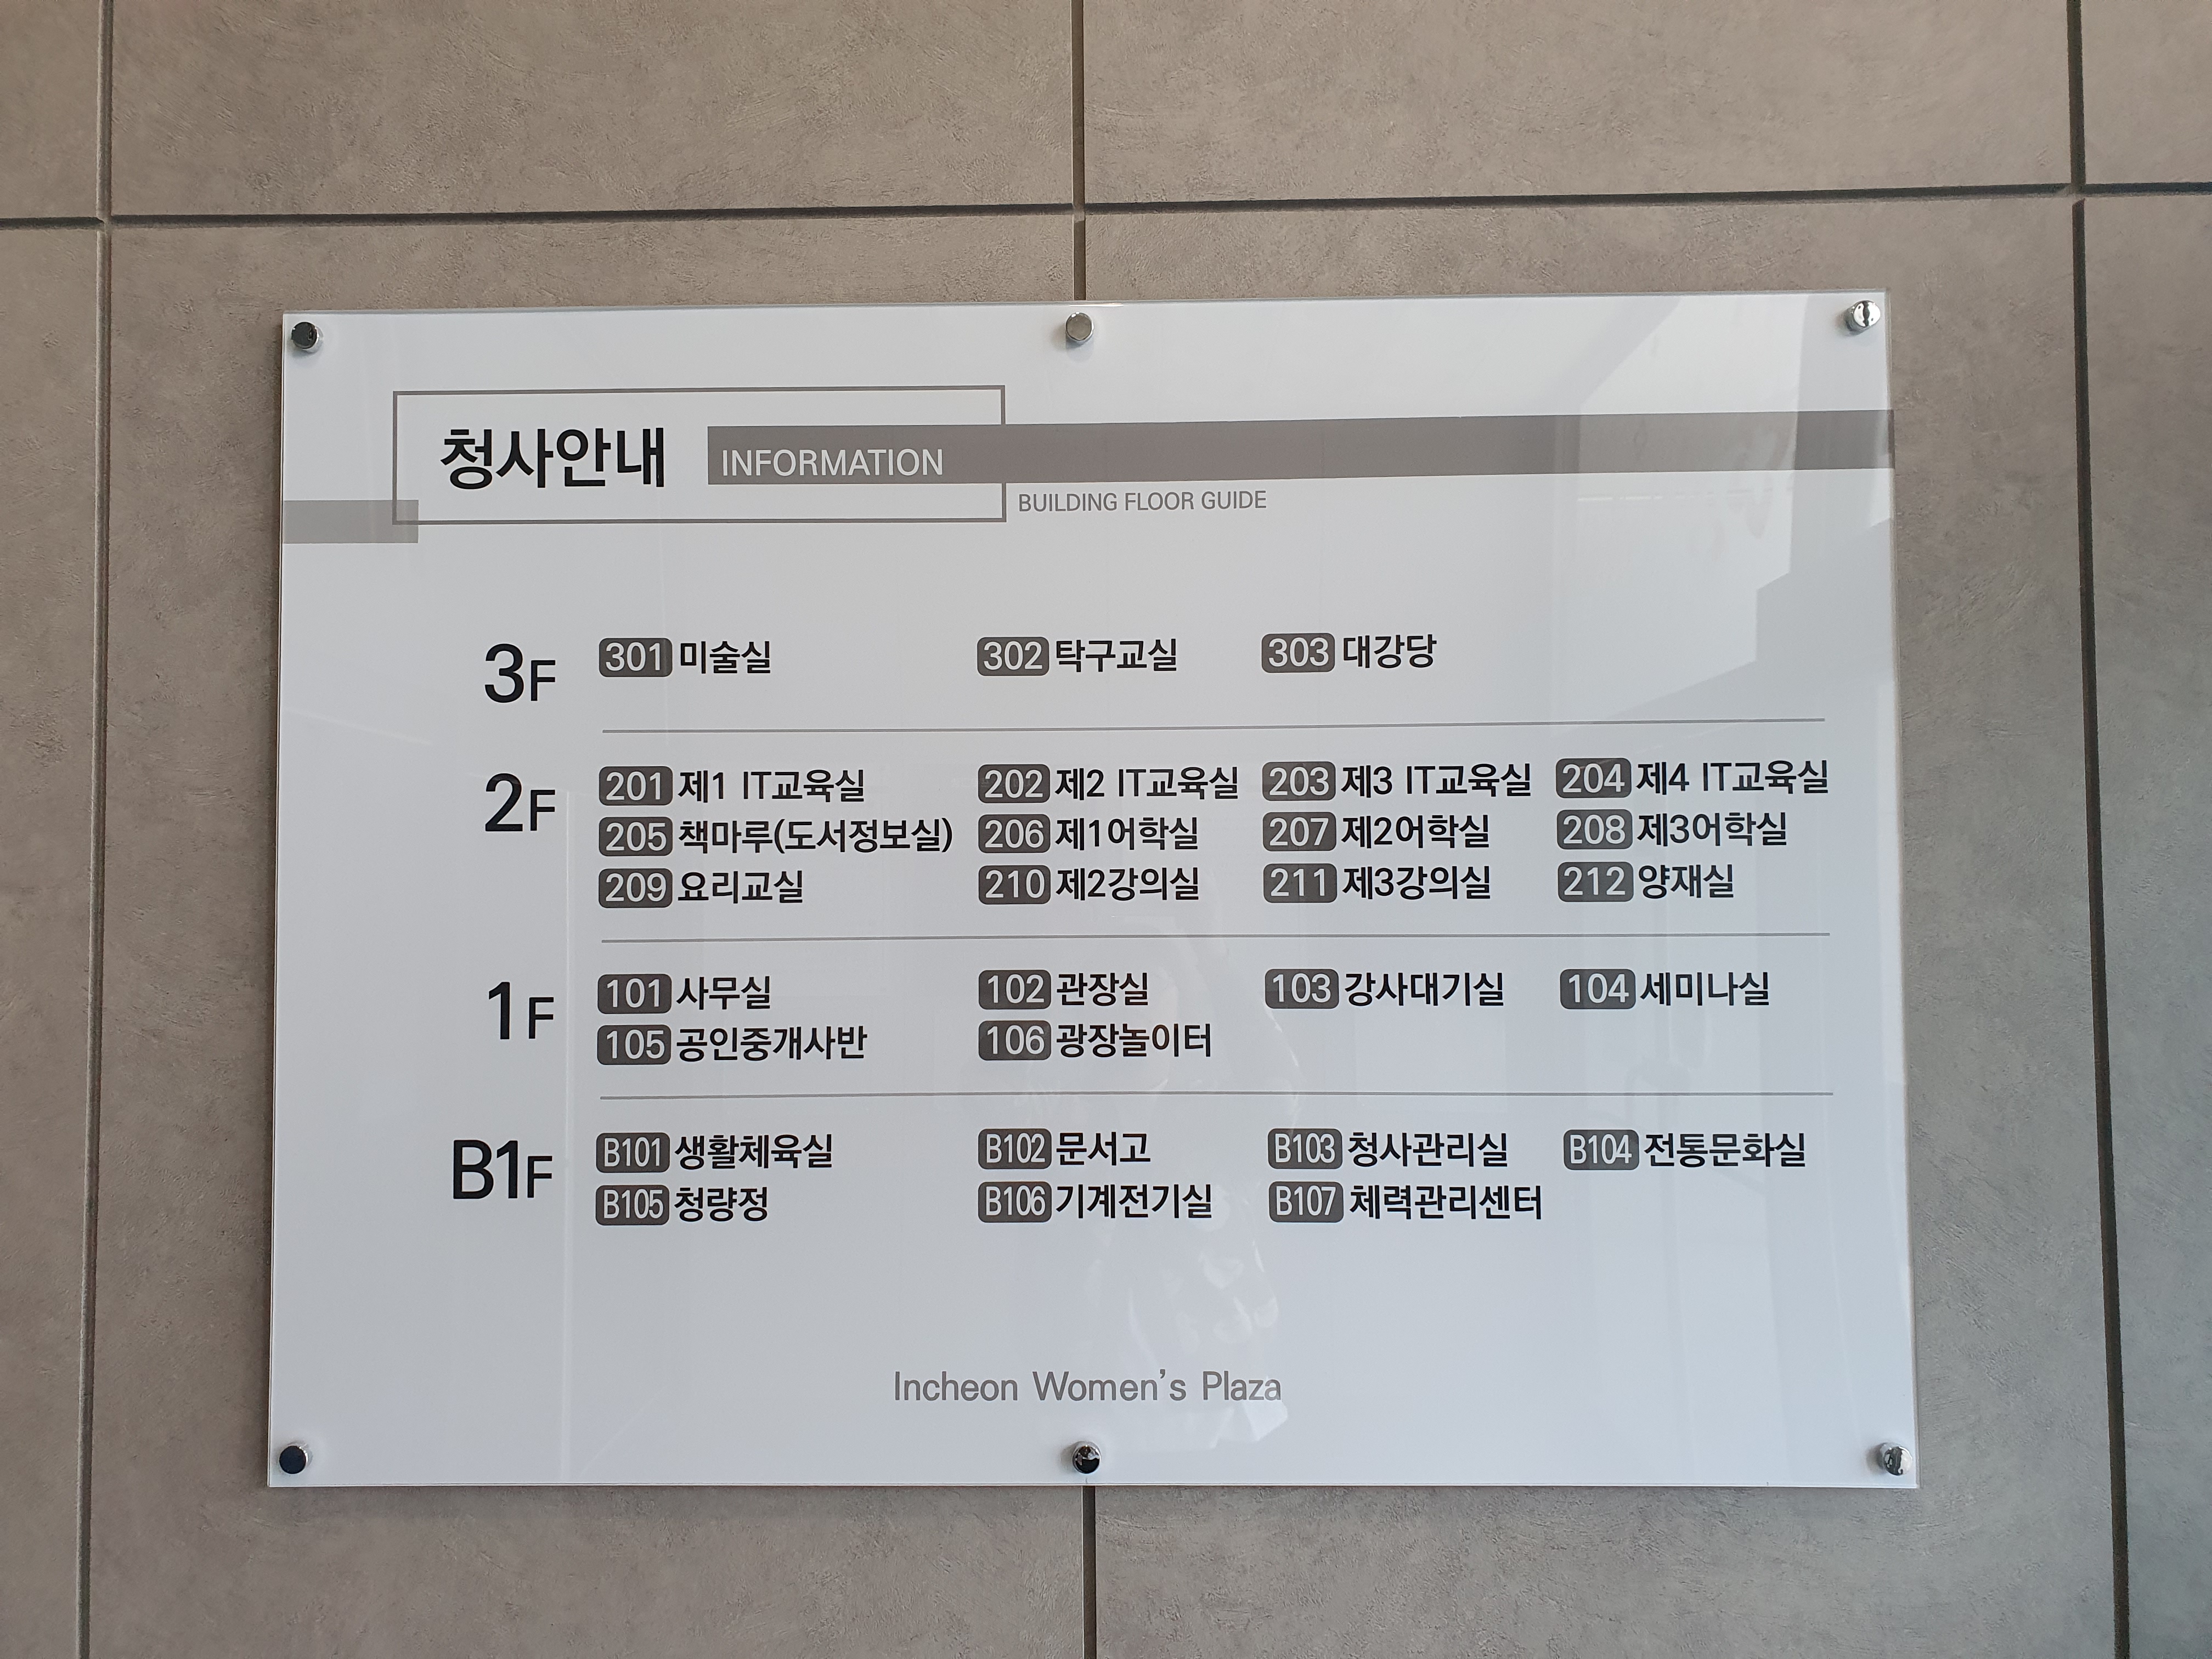 청사안내 INFORMATION
BUILDING FLOOR GUIDE
3F 301 미술실 302 탁구교실 303 대강당
2F 201 제1 IT교육실 202 제2 IT교육실 203 제3 IT교육실 204 제4 IT교육실
205 책마루(도서정보실) 206 제1어학실 207 제2어학실 208 제3어학실
209 요리교실 210 제2강의실 211 제3강의실 212 양재실
1F 101 사무실 102 관장실 103 강사대기실 104 세미나실
105 공인중개사반 106 광장놀이터
B1F B101 생활체육실 B102 문서고 B103 청사관리실 B104 전통문화실
B105 청량정 B106 기계전기실 B107 체력관리센터
Incheon Women's Plaza